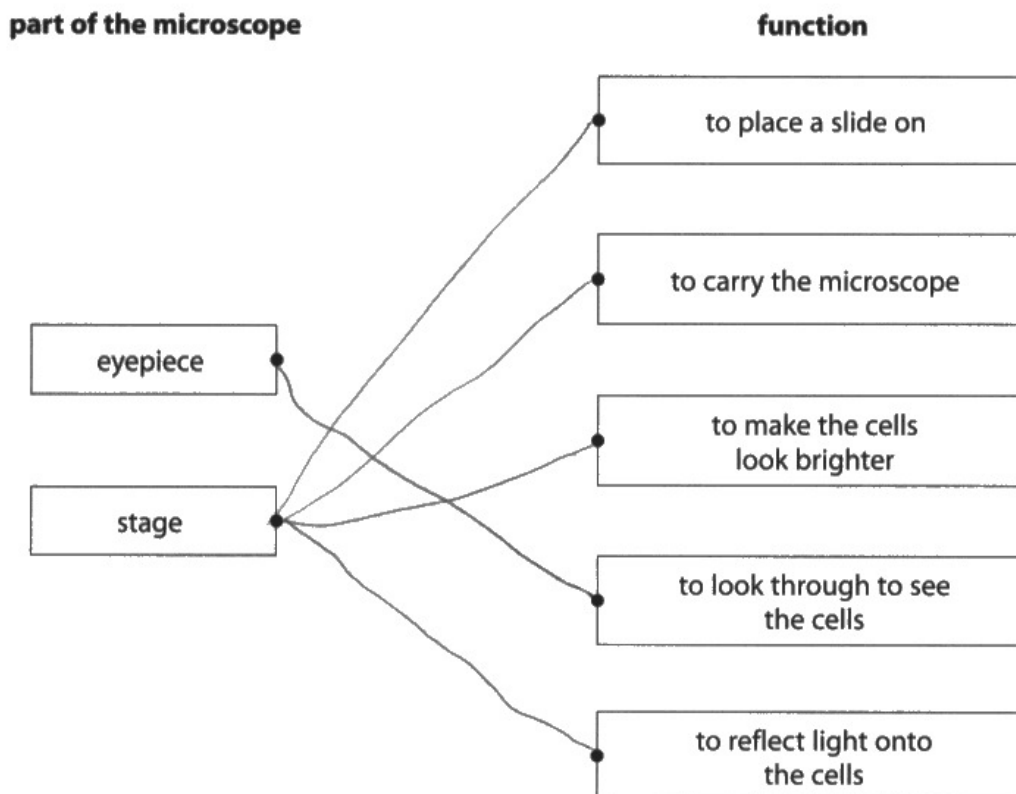 part of the microscope
function
to place a slide on
to carry the microscope
eyepiece
to make the cells
look brighter
stage
to look through to see
the cells
to reflect light onto
the cells